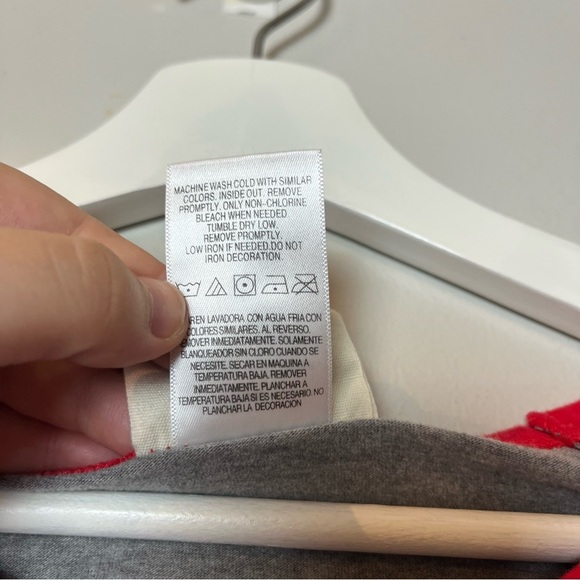 MACHINE WASH COLD WITH SIMILAR
COLORS. INSIDE OUT. REMOVE
PROMPTLY. ONLY NON-CHLORINE
BLEACH WHEN NEEDED.
TUMBLE DRY LOW.
REMOVE PROMPTLY.
LOW IRON IF NEEDED.DO NOT
IRON DECORATION.
EN LAVADORA CON AGUA FRIA CON
COLORES SIMILARES. AL REVERSO.
REMOVER INMEDIATAMENTE. SOLAMENTE
BLANQUEADOR SIN CLORO CUANDO SE
NECESITE. SECAR EN MAQUINA A
TEMPERATURA BAJA. REMOVER
INMEDIATAMENTE. PLANCHAR A
TEMPERATURA BAJA SI ES NECESARIO. NO
PLANCHAR LA DECORACION